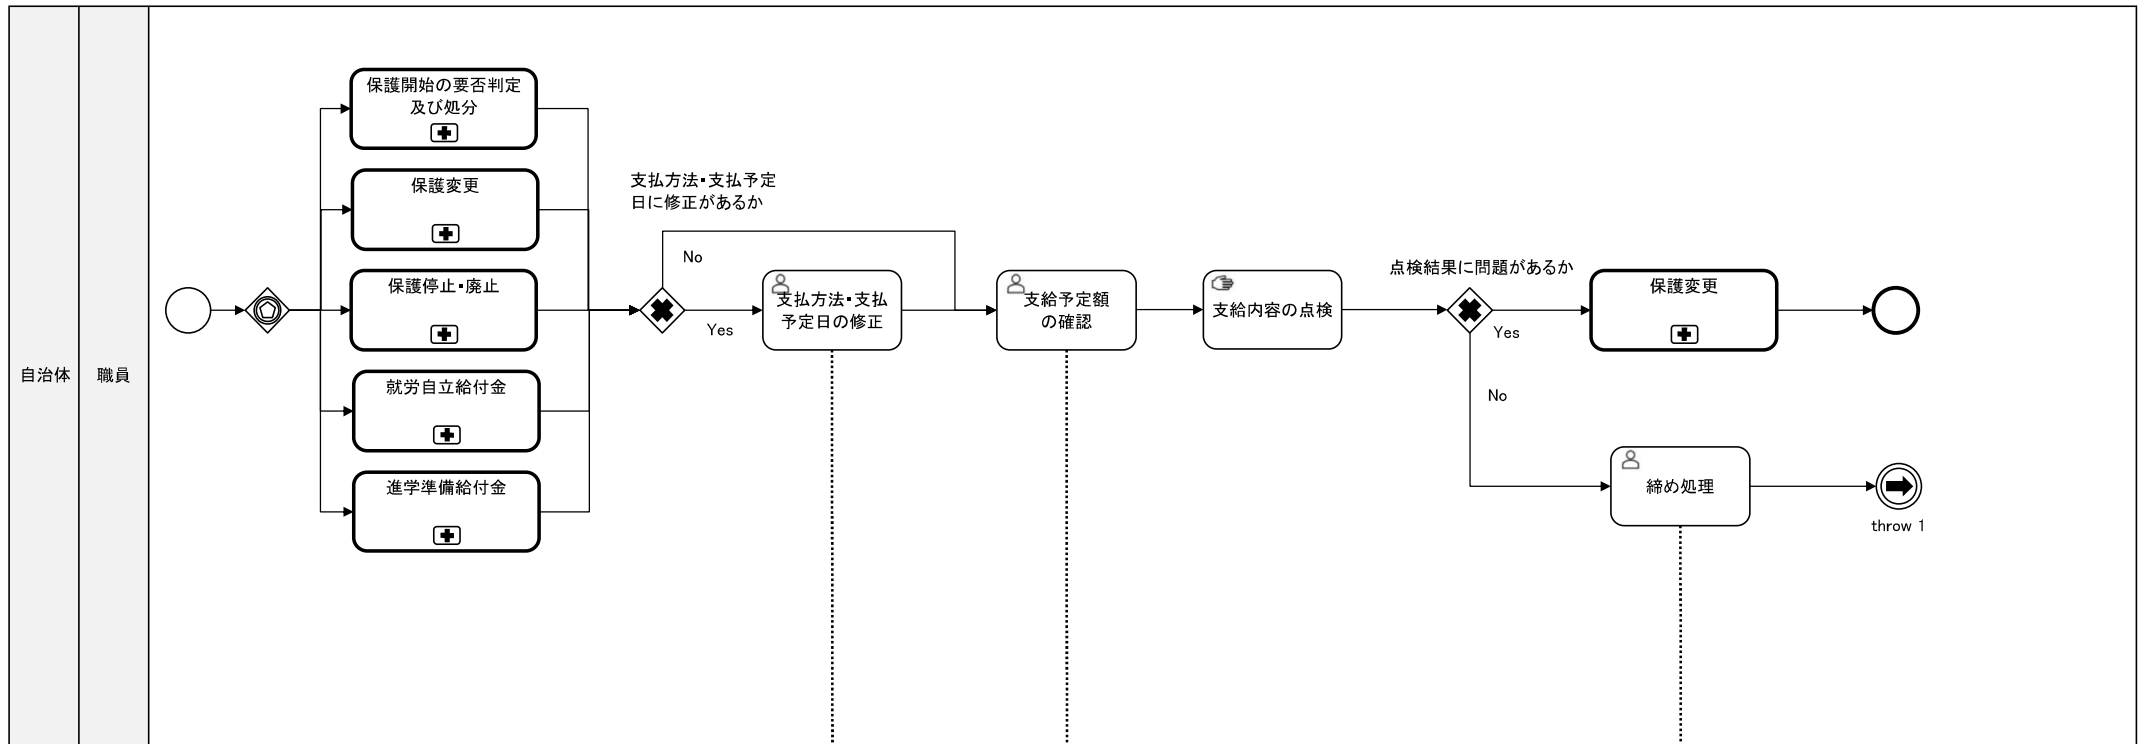 自治体
職員
保護開始の要否判定
及び処分
保護変更
保護停止・廃止
就労自立給付金
進学準備給付金
支払方法・支払予定
日に修正があるか
No
Yes
支払方法・支払
予定日の修正
支給予定額
の確認
支給内容の点検
点検結果に問題があるか
Yes
No
保護変更
締め処理
throw 1